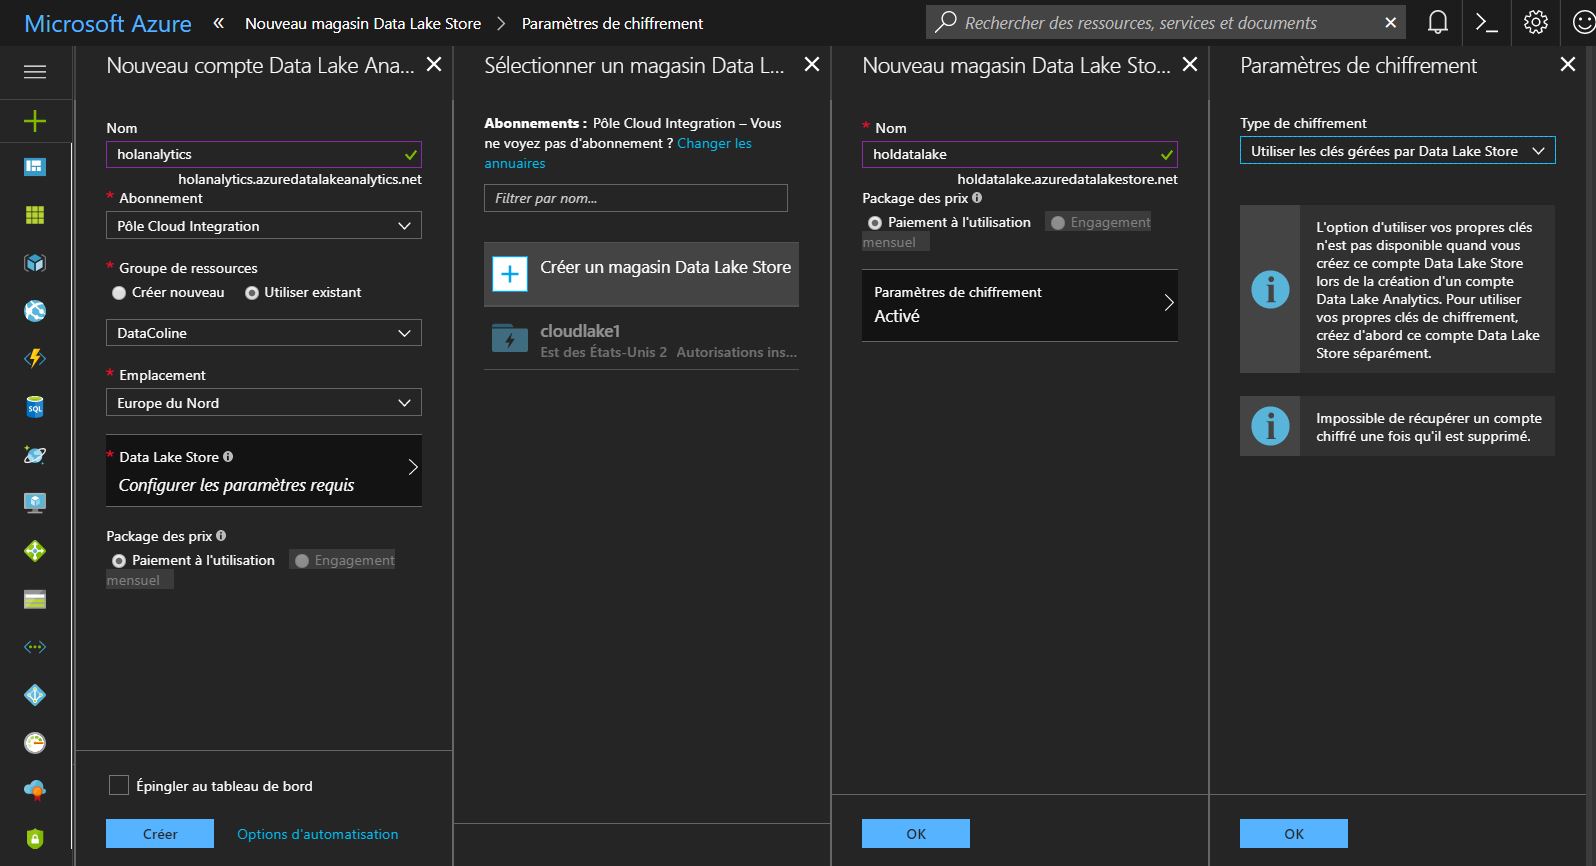 Microsoft Azure « Nouveau magasin Data Lake Store > Paramètres de chiffrement
Rechercher des ressources, services et documents
Nouveau compte Data Lake Ana...
Nom
holanalytics
holanalytics.azuredatalakeanalytics.net
* Abonnement
Pôle Cloud Integration
* Groupe de ressources
Créer nouveau Utiliser existant
DataColine
* Emplacement
Europe du Nord
* Data Lake Store
Configurer les paramètres requis
Package des prix
Paiement à l'utilisation Engagement
mensuel
Épingler au tableau de bord
Créer Options d'automatisation
Sélectionner un magasin Data L...
Abonnements : Pôle Cloud Integration – Vous
ne voyez pas d'abonnement ? Changer les
annuaires
Filtrer par nom...
Créer un magasin Data Lake Store
cloudlake1
Est des États-Unis 2 Autorisations ins...
Nouveau magasin Data Lake Sto...
* Nom
holdatalake
holdatalake.azuredatalakestore.net
Package des prix
Paiement à l'utilisation Engagement
mensuel
Paramètres de chiffrement
Activé
OK
Paramètres de chiffrement
Type de chiffrement
Utiliser les clés gérées par Data Lake Store
L'option d'utiliser vos propres clés
n'est pas disponible quand vous
créez ce compte Data Lake Store
lors de la création d'un compte
Data Lake Analytics. Pour utiliser
vos propres clés de chiffrement,
créez d'abord ce compte Data Lake
Store séparément.
Impossible de récupérer un compte
chiffré une fois qu'il est supprimé.
OK
SQL